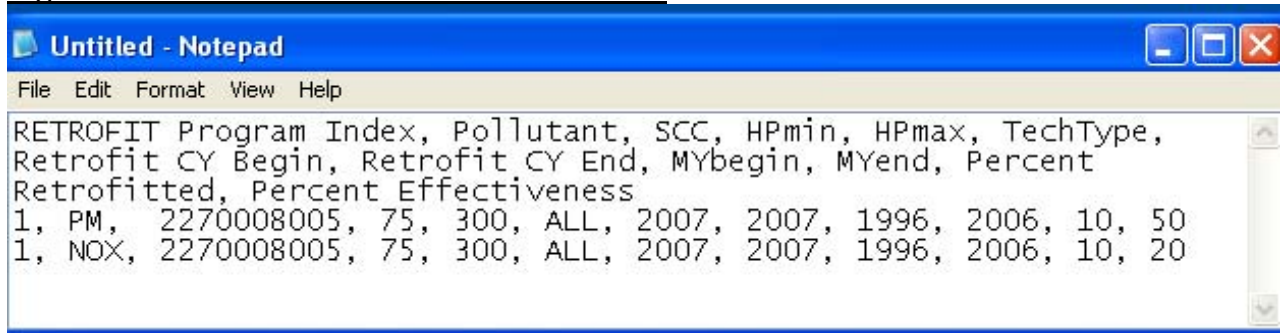 Untitled - Notepad
File Edit Format View Help
RETROFIT Program Index, Pollutant, SCC, HPmin, HPmax, TechType,
Retrofit CY Begin, Retrofit CY End, MYbegin, MYend, Percent
Retrofitted, Percent Effectiveness
1, PM, 2270008005, 75, 300, ALL, 2007, 2007, 1996, 2006, 10, 50
1, NOX, 2270008005, 75, 300, ALL, 2007, 2007, 1996, 2006, 10, 20